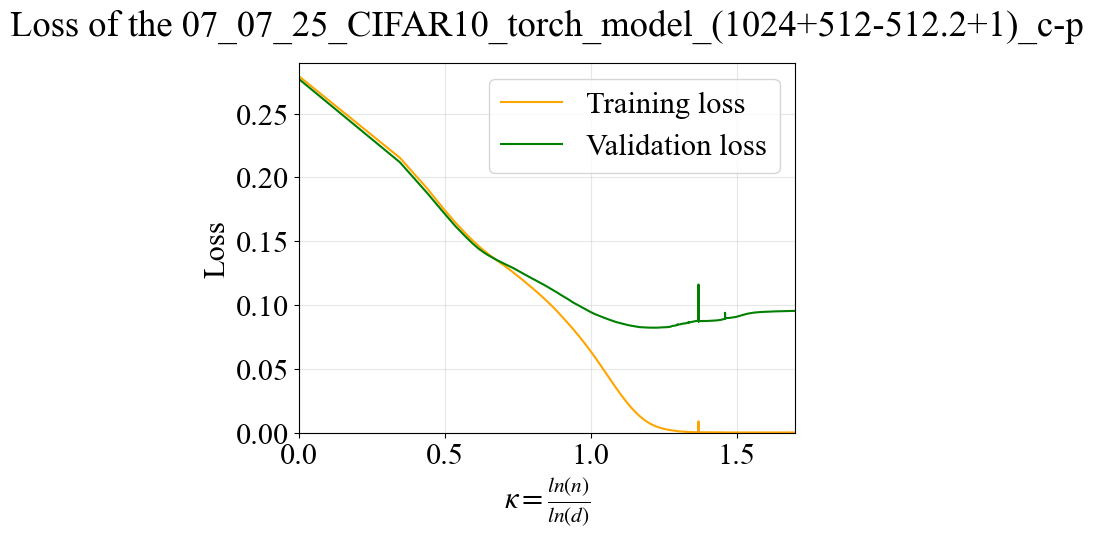 Loss of the 07_07_25_CIFAR10_torch_model_(1024+512-512.2+1)_c-p
Training loss
Validation loss
0.25
0.20
0.15
0.10
0.05
0.00
Loss
0.0 0.5 1.0 1.5
κ = ln(n)
ln(d)